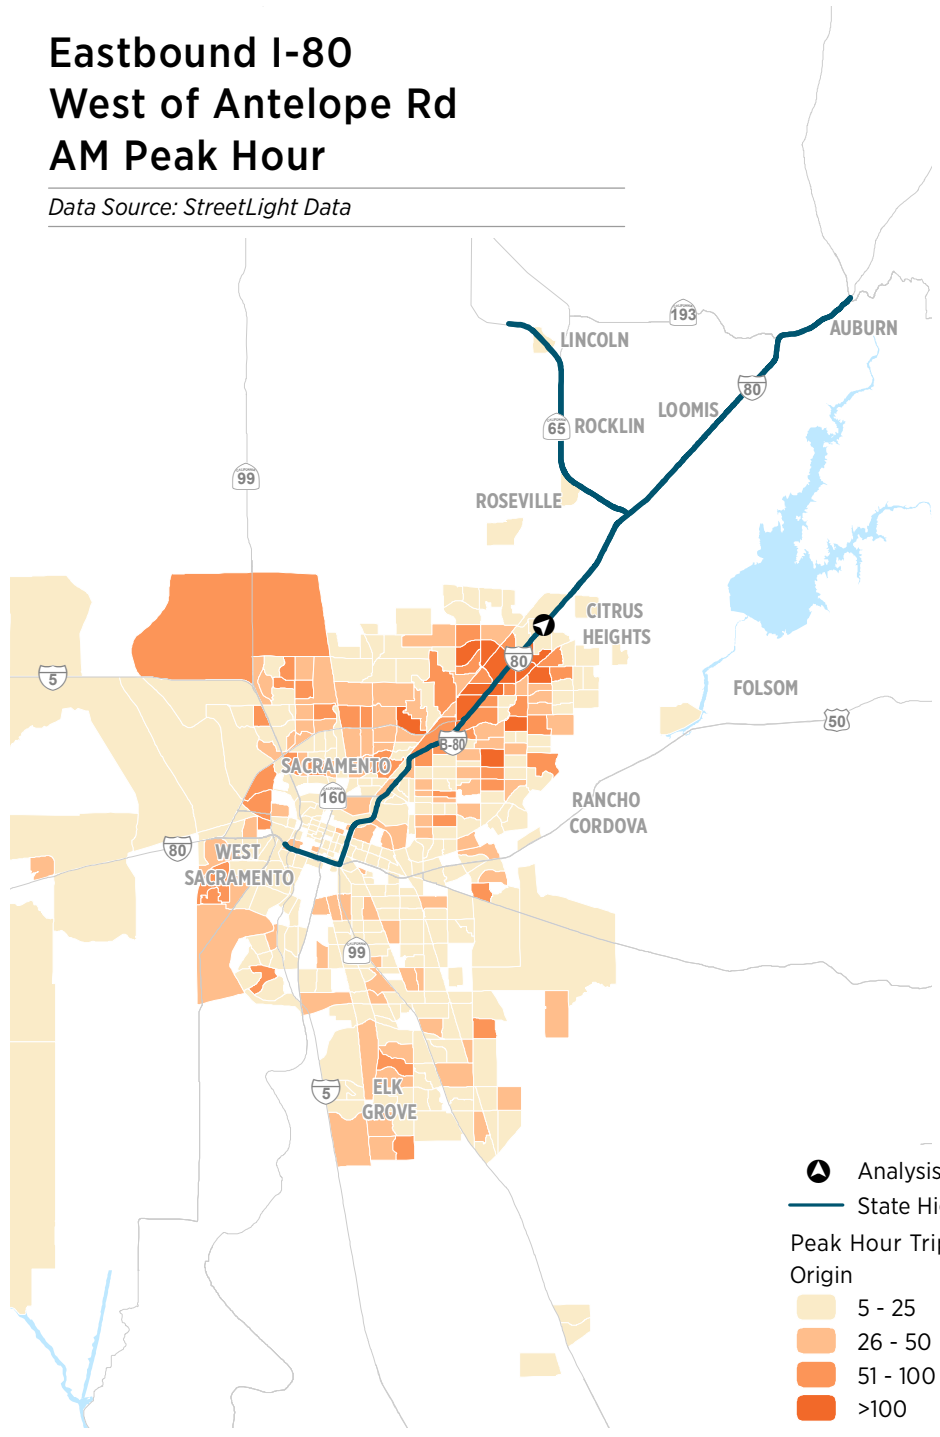 Eastbound I-80
West of Antelope Rd
AM Peak Hour
Data Source: StreetLight Data
193
AUBURN
LINCOLN
80
LOOMIS
65
ROCKLIN
99
ROSEVILLE
CITRUS
HEIGHTS
80
5
FOLSOM
50
B-80
SACRAMENTO
160
RANCHO
CORDOVA
80
WEST
SACRAMENTO
99
5
ELK
GROVE
Analysis
State Hi
Peak Hour Trip
Origin
5 - 25
26 - 50
51 - 100
>100